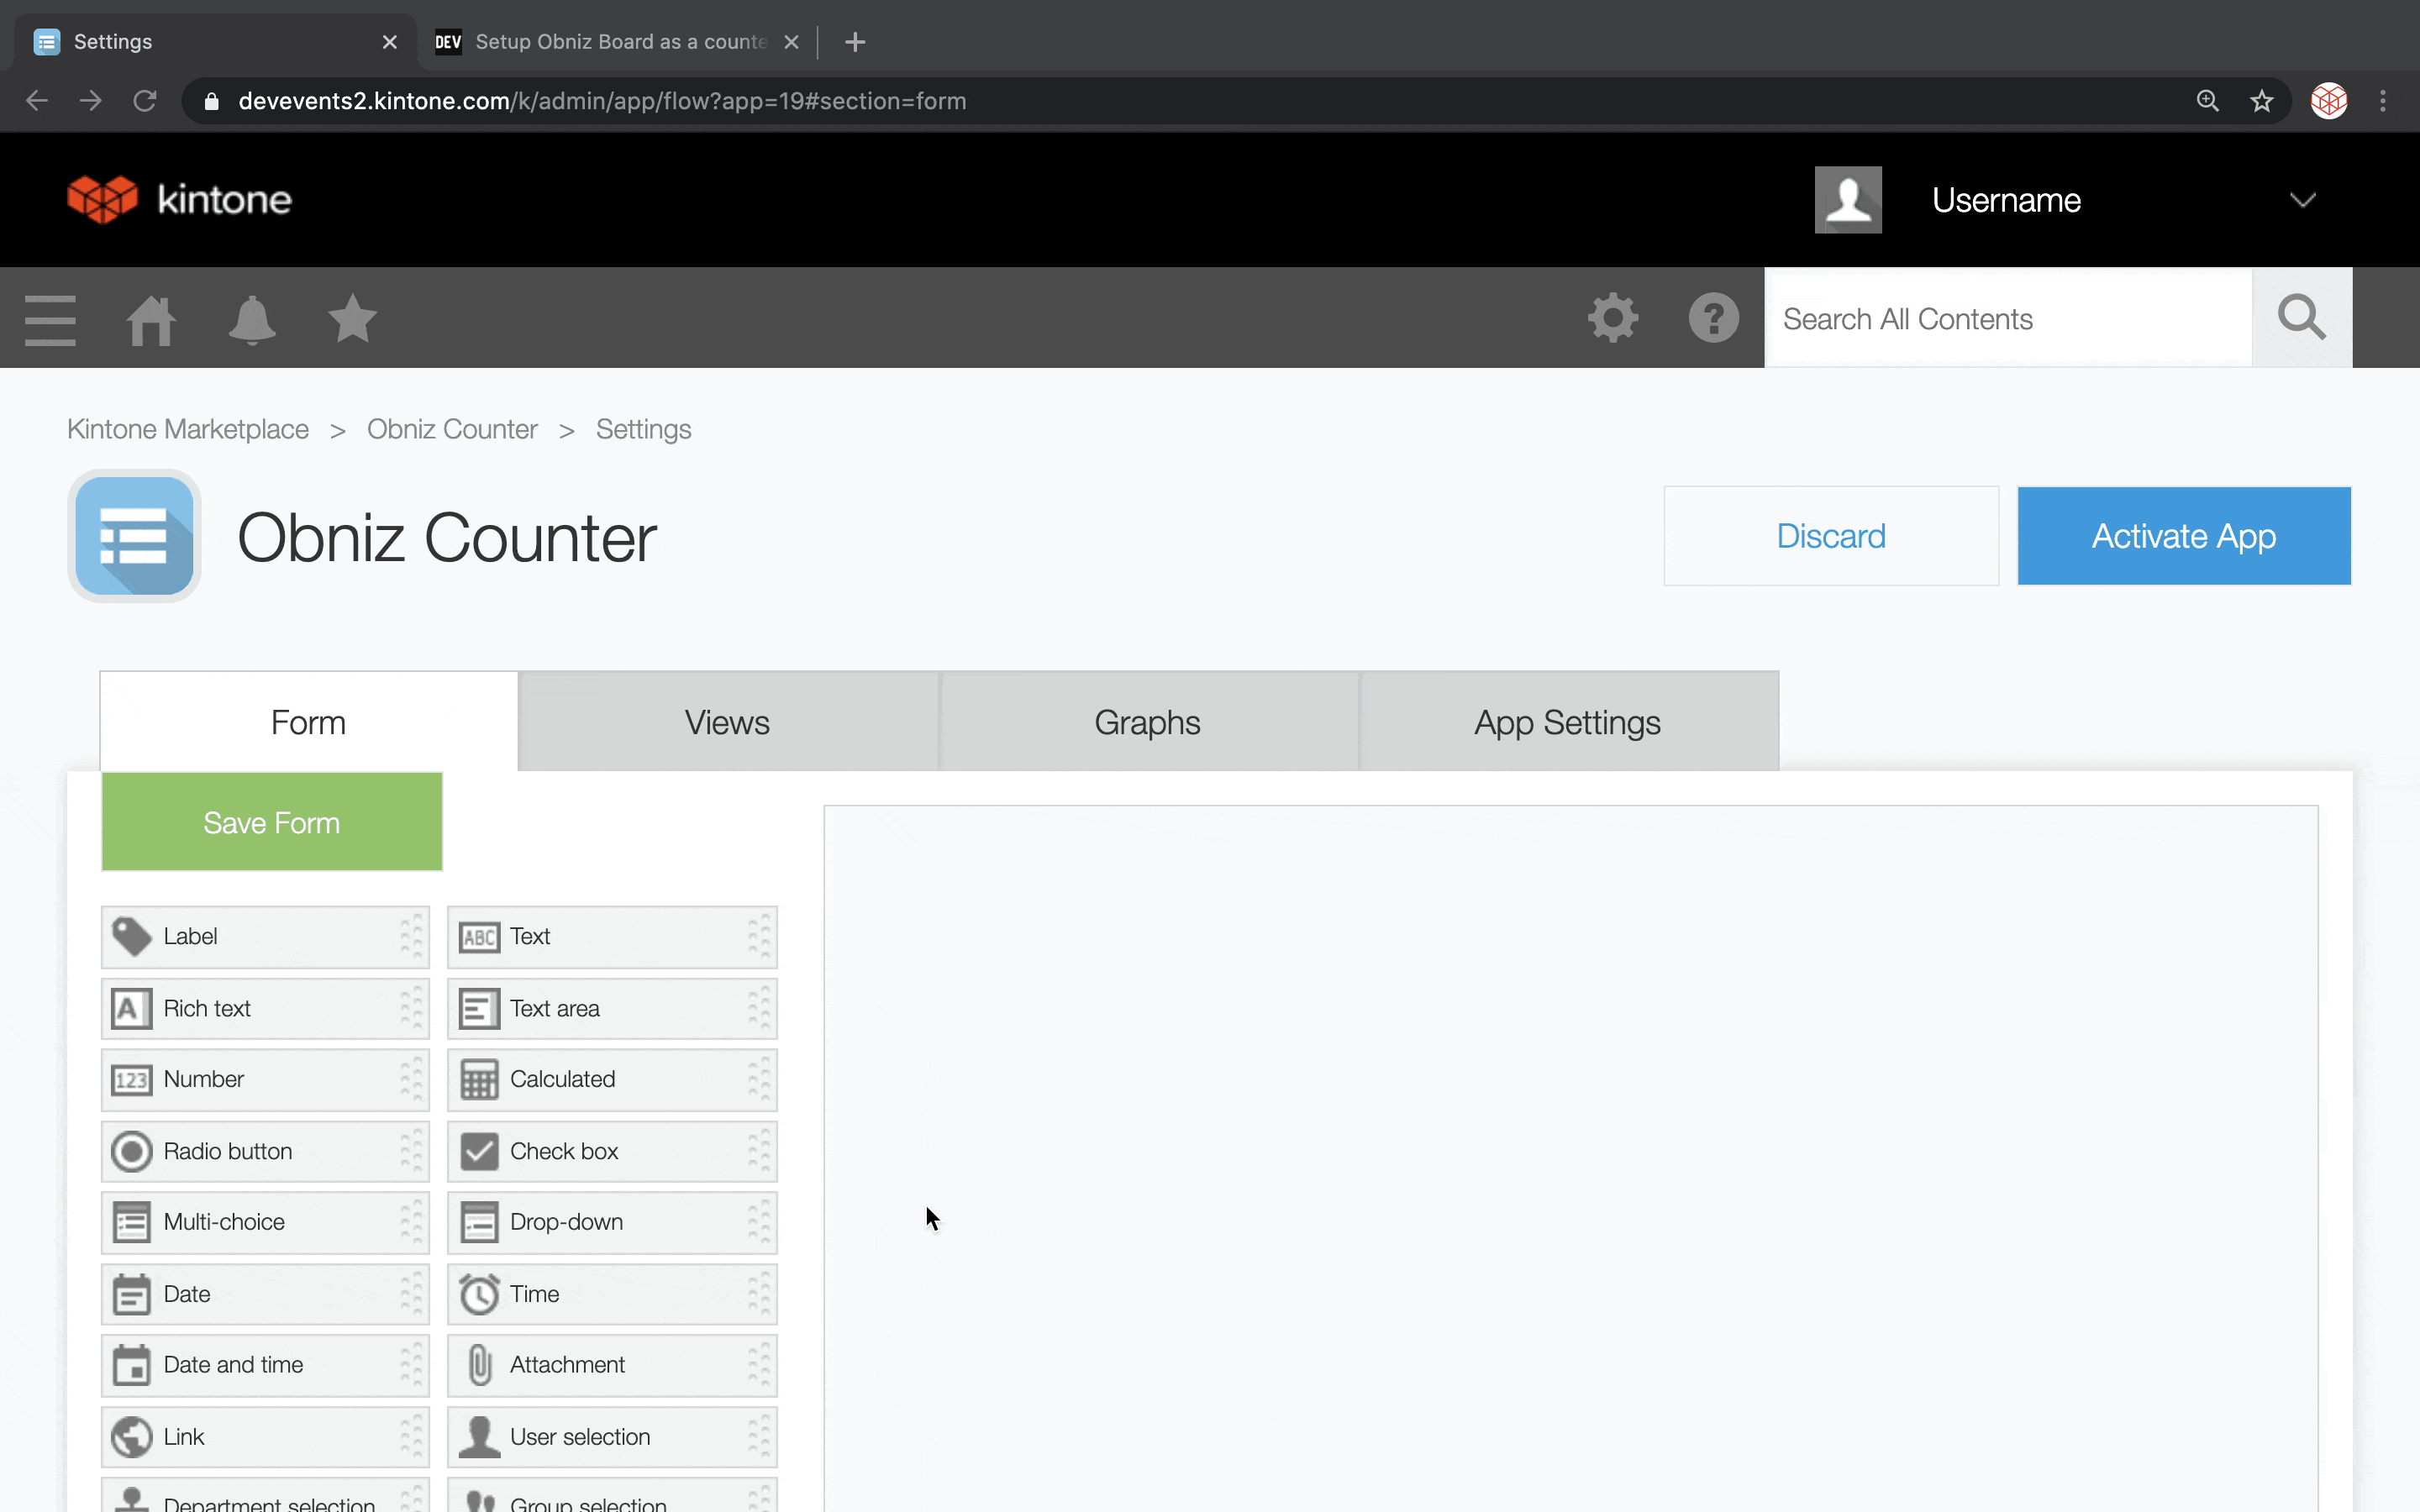 Settings
DEV Setup Obniz Board as a counte
devevents2.kintone.com/k/admin/app/flow?app=19#section=form
kintone
Username
? Search All Contents
Kintone Marketplace > Obniz Counter > Settings
Obniz Counter
Discard
Activate App
Form
Views
Graphs
App Settings
Save Form
Label
ABC Text
A Rich text
Text area
123 Number
Calculated
Radio button
Check box
Multi-choice
Drop-down
Date
Time
Date and time
Attachment
Link
User selection
Department selection
Group selection